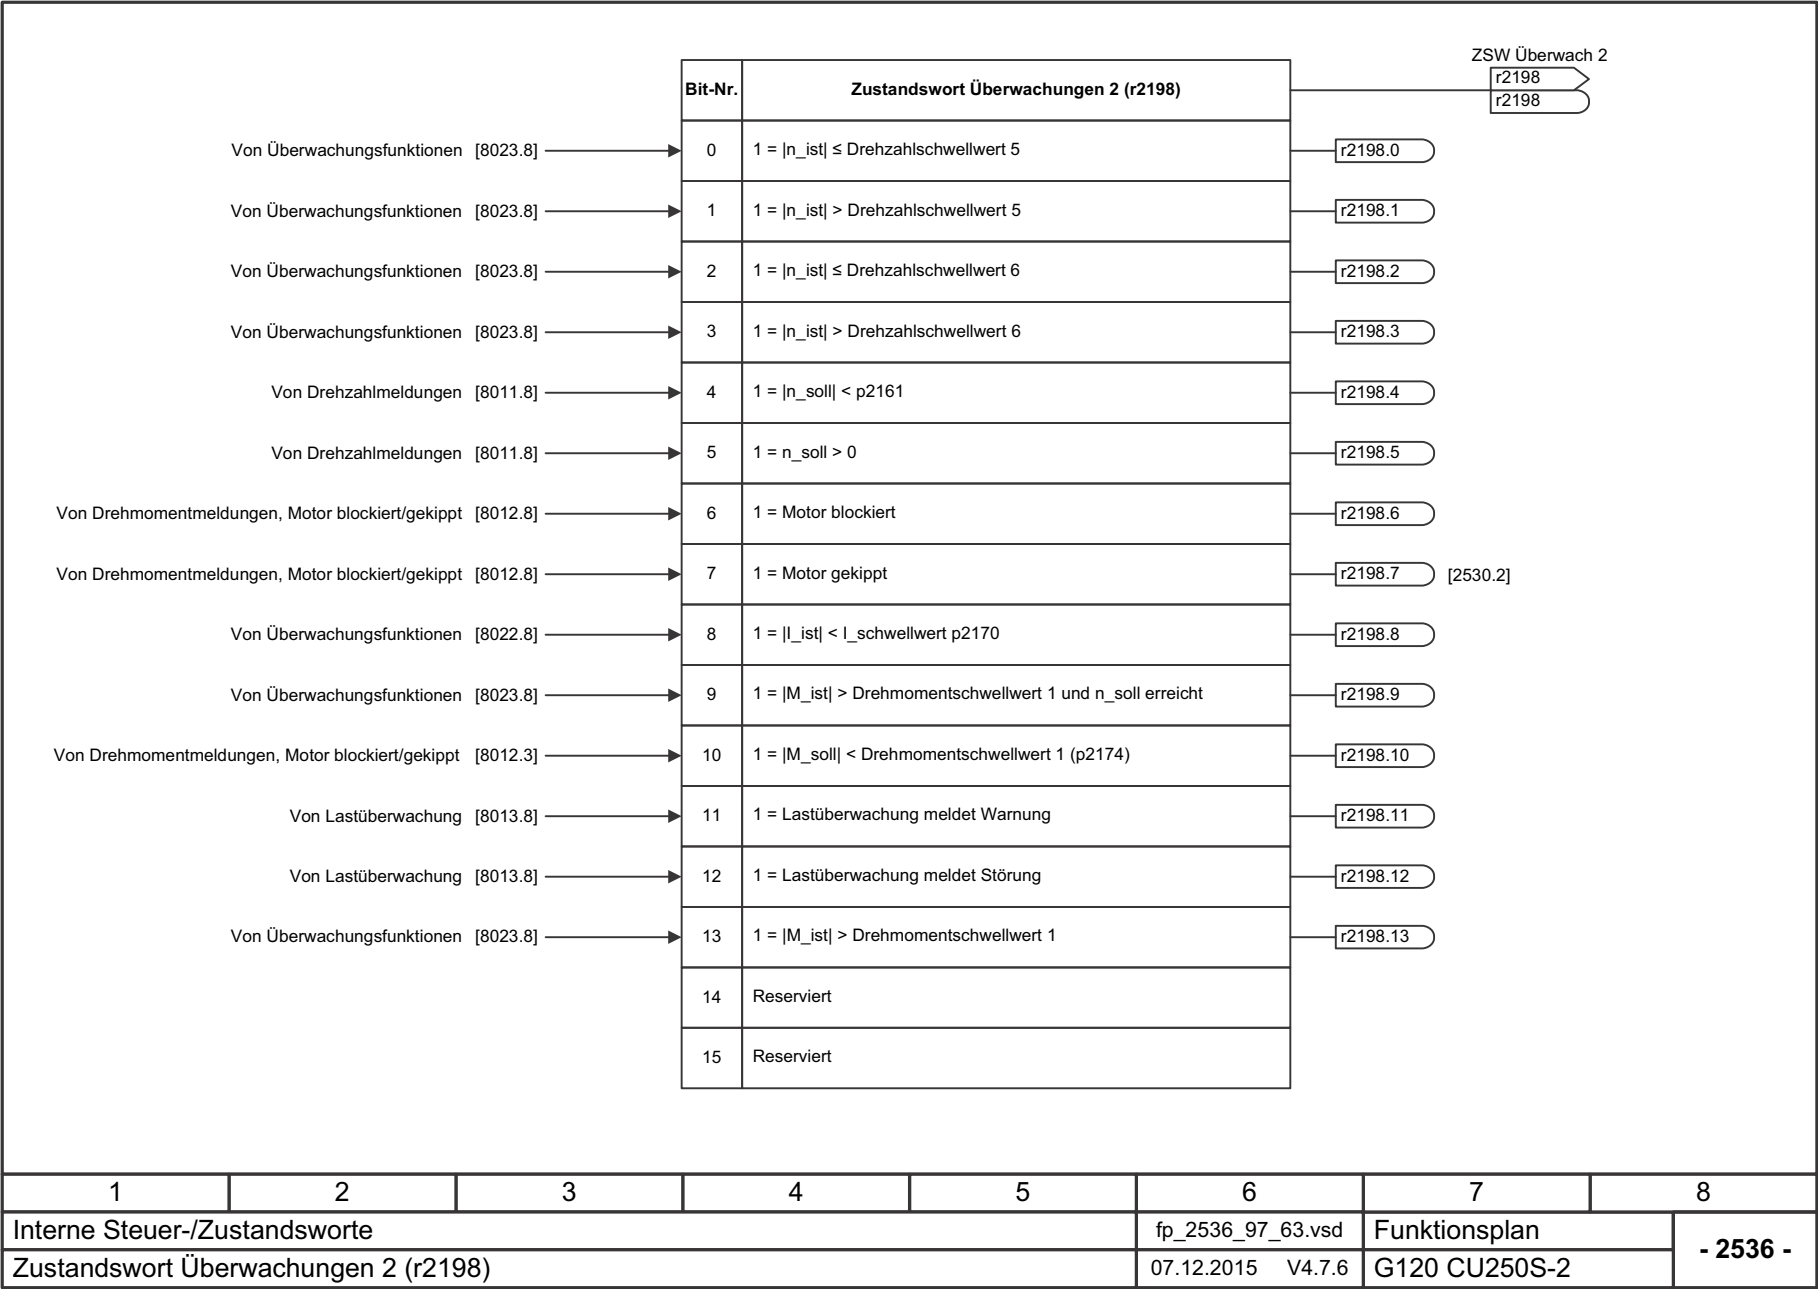 ZSW Überwach 2
Bit-Nr. Zustandswort Überwachungen 2 (r2198) r2198
r2198
Von Überwachungsfunktionen [8023.8] 0 1 = |n_ist| ≤ Drehzahlschwellwert 5 r2198.0
Von Überwachungsfunktionen [8023.8] 1 1 = |n_ist| > Drehzahlschwellwert 5 r2198.1
Von Überwachungsfunktionen [8023.8] 2 1 = |n_ist| ≤ Drehzahlschwellwert 6 r2198.2
Von Überwachungsfunktionen [8023.8] 3 1 = |n_ist| > Drehzahlschwellwert 6 r2198.3
Von Drehzahlmeldungen [8011.8] 4 1 = |n_soll| < p2161 r2198.4
Von Drehzahlmeldungen [8011.8] 5 1 = n_soll > 0 r2198.5
Von Drehmomentmeldungen, Motor blockiert/gekippt [8012.8] 6 1 = Motor blockiert r2198.6
Von Drehmomentmeldungen, Motor blockiert/gekippt [8012.8] 7 1 = Motor gekippt r2198.7 [2530.2]
Von Überwachungsfunktionen [8022.8] 8 1 = |I_ist| < I_schwellwert p2170 r2198.8
Von Überwachungsfunktionen [8023.8] 9 1 = |M_ist| > Drehmomentschwellwert 1 und n_soll erreicht r2198.9
Von Drehmomentmeldungen, Motor blockiert/gekippt [8012.3] 10 1 = |M_soll| < Drehmomentschwellwert 1 (p2174) r2198.10
Von Lastüberwachung [8013.8] 11 1 = Lastüberwachung meldet Warnung r2198.11
Von Lastüberwachung [8013.8] 12 1 = Lastüberwachung meldet Störung r2198.12
Von Überwachungsfunktionen [8023.8] 13 1 = |M_ist| > Drehmomentschwellwert 1 r2198.13
14 Reserviert
15 Reserviert
1 2 3 4 5 6 7 8
Interne Steuer-/Zustandsworte fp_2536_97_63.vsd Funktionsplan - 2536 -
Zustandswort Überwachungen 2 (r2198) 07.12.2015 V4.7.6 G120 CU250S-2